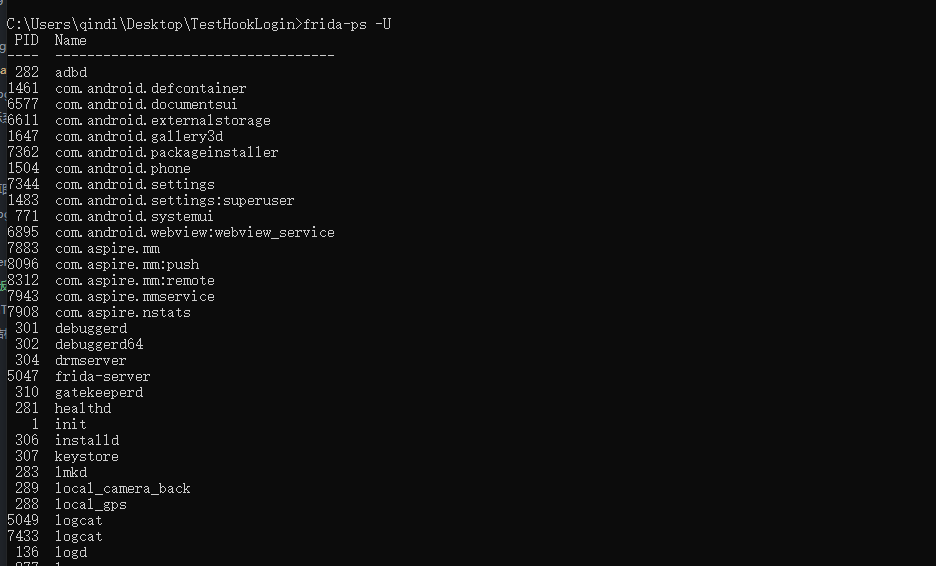 C:\Users\qindi\Desktop\TestHookLogin>frida-ps -U
PID Name
---- -----------------------------------
282 adbd
1461 com.android.defcontainer
6577 com.android.documentsui
6611 com.android.externalstorage
1647 com.android.gallery3d
7362 com.android.packageinstaller
1504 com.android.phone
7344 com.android.settings
1483 com.android.settings:superuser
771 com.android.systemui
6895 com.android.webview:webview_service
7883 com.aspire.mm
8096 com.aspire.mm:push
8312 com.aspire.mm:remote
7943 com.aspire.mmservice
7908 com.aspire.nstats
301 debuggerd
302 debuggerd64
304 drmserver
5047 frida-server
310 gatekeeperd
281 healthd
1 init
306 installd
307 keystore
283 lmkd
289 local_camera_back
288 local_gps
5049 logcat
7433 logcat
136 logd